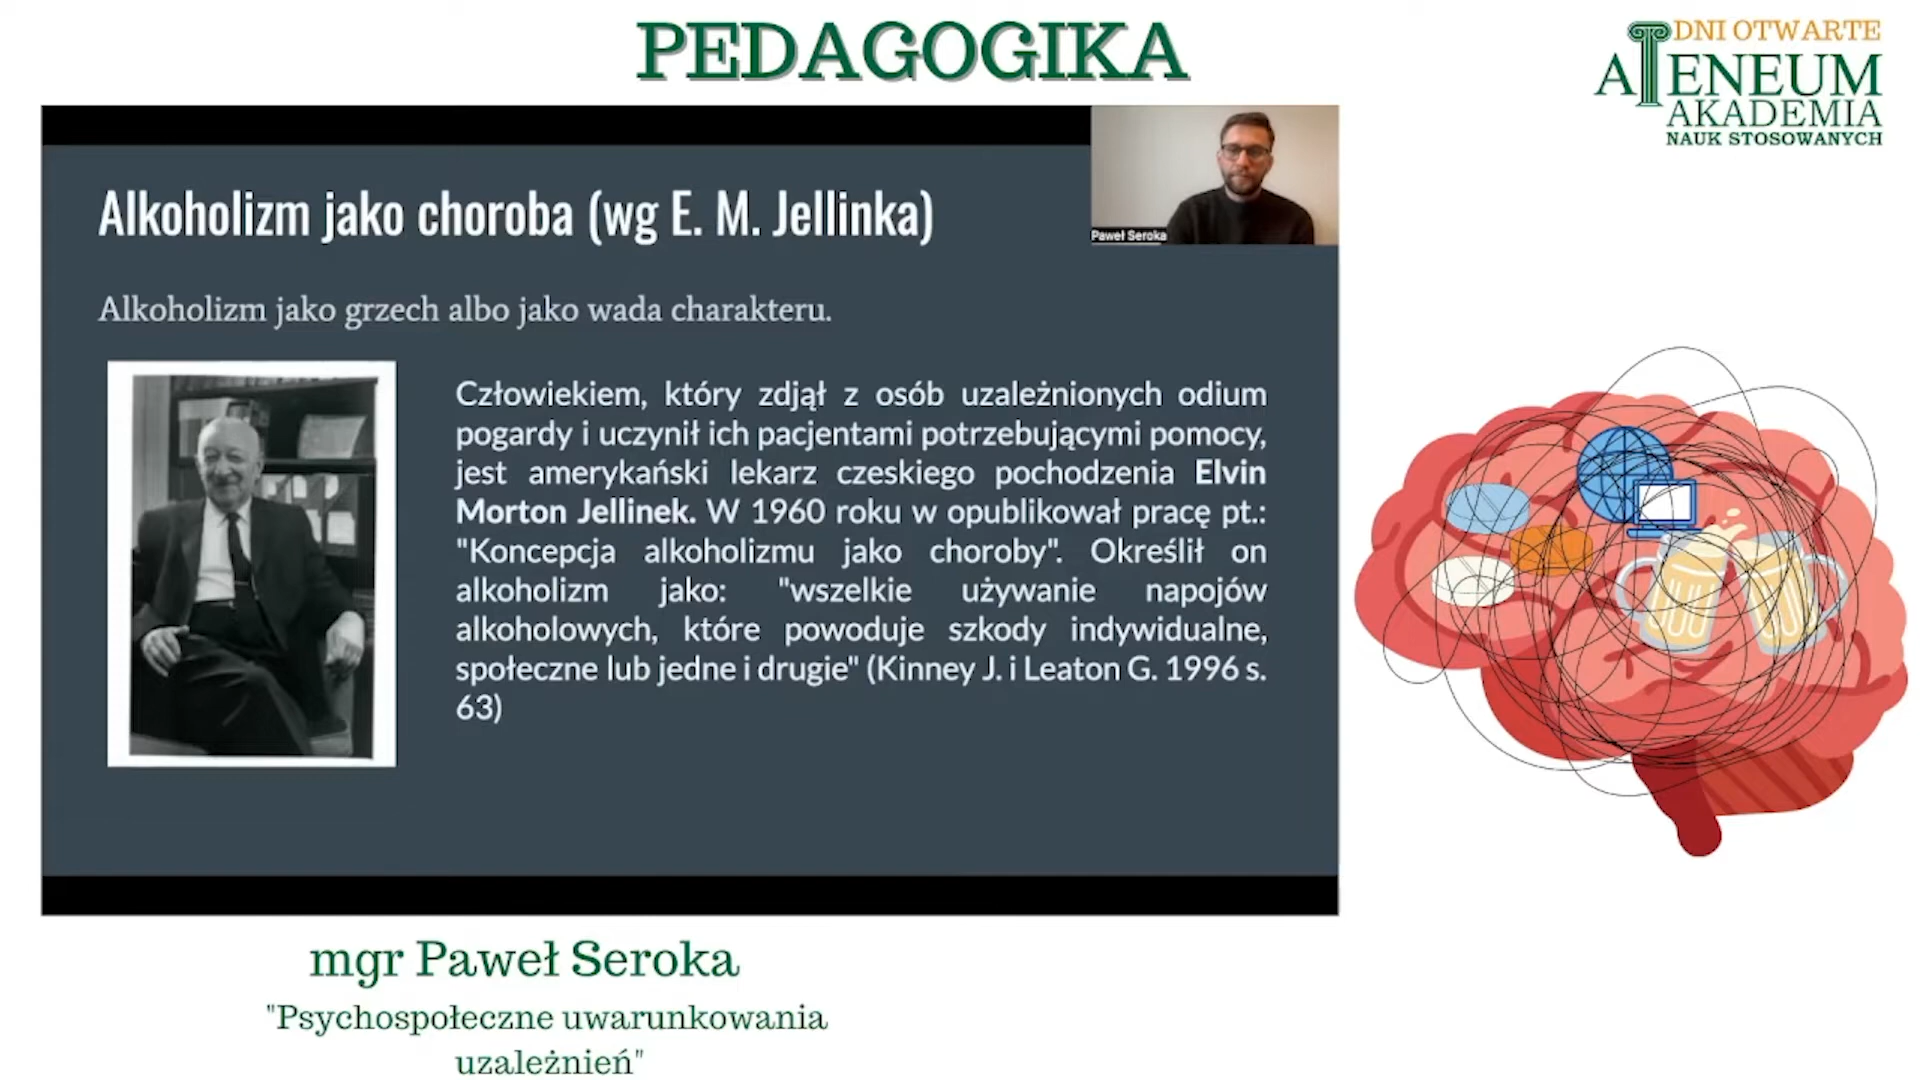 PEDAGOGIKA
DNI OTWARTE
ATENEUM
AKADEMIA
NAUK STOSOWANYCH
Paweł Seroka
Alkoholizm jako choroba (wg E. M. Jellinka)
Alkoholizm jako grzech albo jako wada charakteru.
Człowiekiem, który zdjął z osób uzależnionych odium
pogardy i uczynił ich pacjentami potrzebującymi pomocy,
jest amerykański lekarz czeskiego pochodzenia Elvin
Morton Jellinek. W 1960 roku w opublikował pracę pt.:
"Koncepcja alkoholizmu jako choroby". Określił on
alkoholizm jako: "wszelkie używanie napojów
alkoholowych, które powoduje szkody indywidualne,
społeczne lub jedne i drugie" (Kinney J. i Leaton G. 1996 s.
63)
mgr Paweł Seroka
"Psychospołeczne uwarunkowania
uzależnień"